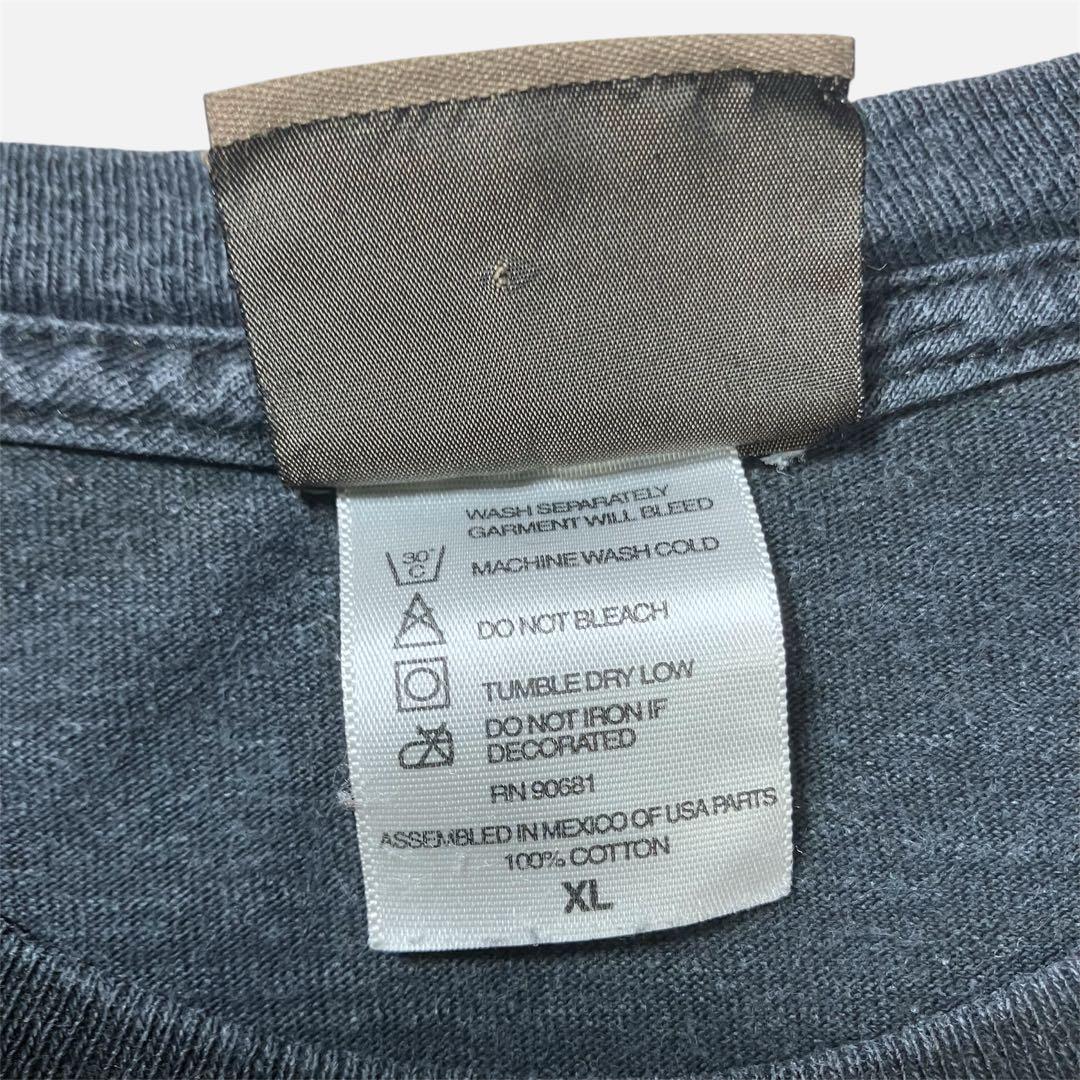 WASH SEPARATELY
GARMENT WILL BLEED
30°
C
MACHINE WASH COLD
DO NOT BLEACH
TUMBLE DRY LOW
DO NOT IRON IF
DECORATED
RN 90681
ASSEMBLED IN MEXICO OF USA PARTS
100% COTTON
XL